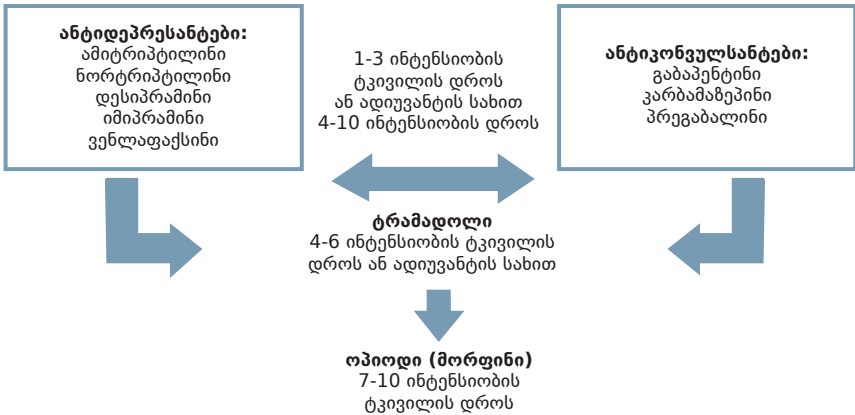 ანტიდეპრესანტები:
ამიტრიპტილინი
ნორტრიპტილინი
დესიპრამინი
იმიპრამინი
ვენლაფაქსინი
1-3 ინტენსიობის
ტკივილის დროს
ან ადიუვანტის სახით
4-10 ინტენსიობის დროს
ანტიკონვულსანტები:
გაბაპენტინი
კარბამაზეპინი
პრეგაბალინი
ტრამადოლი
4-6 ინტენსიობის ტკივილის
დროს ან ადიუვანტის სახით
ოპიოდი (მორფინი)
7-10 ინტენსიობის
ტკივილის დროს